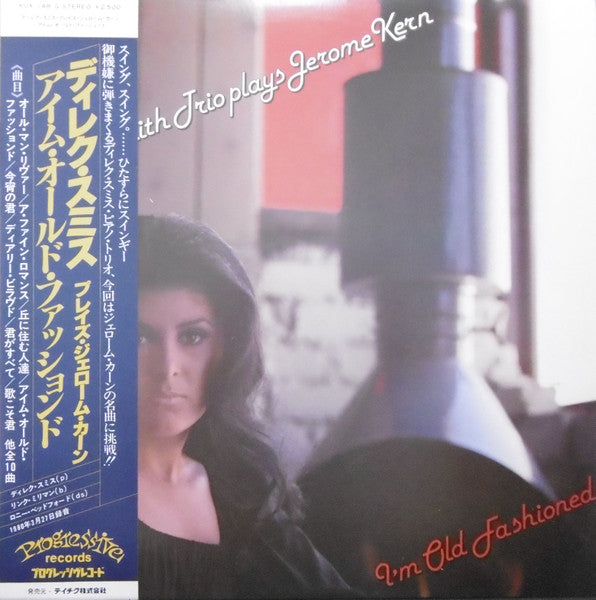 STEREO ¥2500
ディレク・スミス プレイズ・ジェローム・カーン
アイム・オールド・ファッションド
スイング、スイング。……ひたすらにスインギー
御機嫌に弾きまくるディレク・スミス・ピアノ・トリオ、今回はジェローム・カーンの名曲に挑戦!!
《曲目》オール・マン・リヴァー/ア・ファイン・ロマンス/丘に住む人達/アイム・オールド・
ファッションド/今宵の君/ディアリー・ビラヴド/君がすべて/歌こそ君 他全10曲
ディレク・スミス(p)
リンク・ミリマン(b)
ロニー・ベッドフォード(ds)
1980年3月27日録音
Progressive
records
プログレッシヴレコード
発売元・テイチク株式会社
ith Trio plays Jerome Kern
I'm Old Fashioned